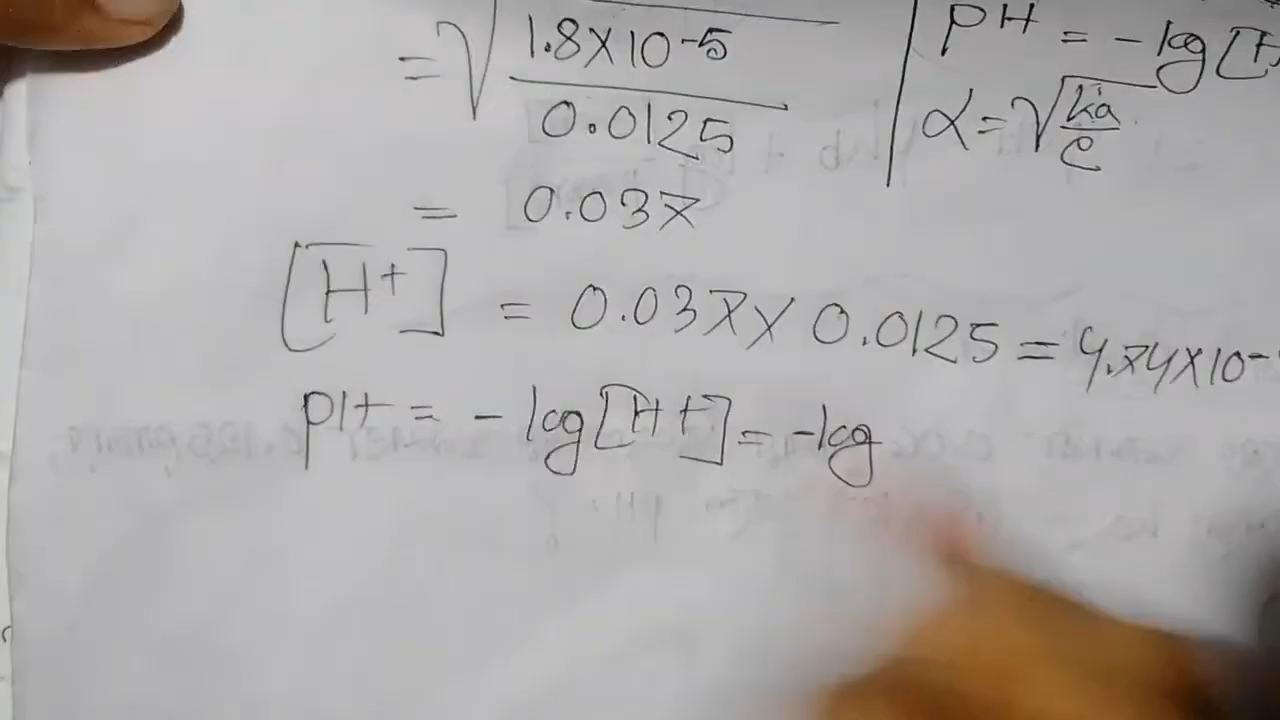 = √(1.8×10-5 / 0.0125)
= 0.037
[H+] = 0.037 × 0.0125 = 4.74×10-
pH = - log[H+] = -log
pH = -log [H
α = √(ka / c)